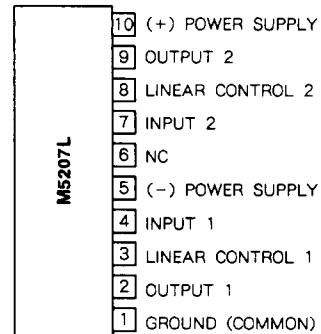 M5207L
10 (+) POWER SUPPLY
9 OUTPUT 2
8 LINEAR CONTROL 2
7 INPUT 2
6 NC
5 (−) POWER SUPPLY
4 INPUT 1
3 LINEAR CONTROL 1
2 OUTPUT 1
1 GROUND (COMMON)